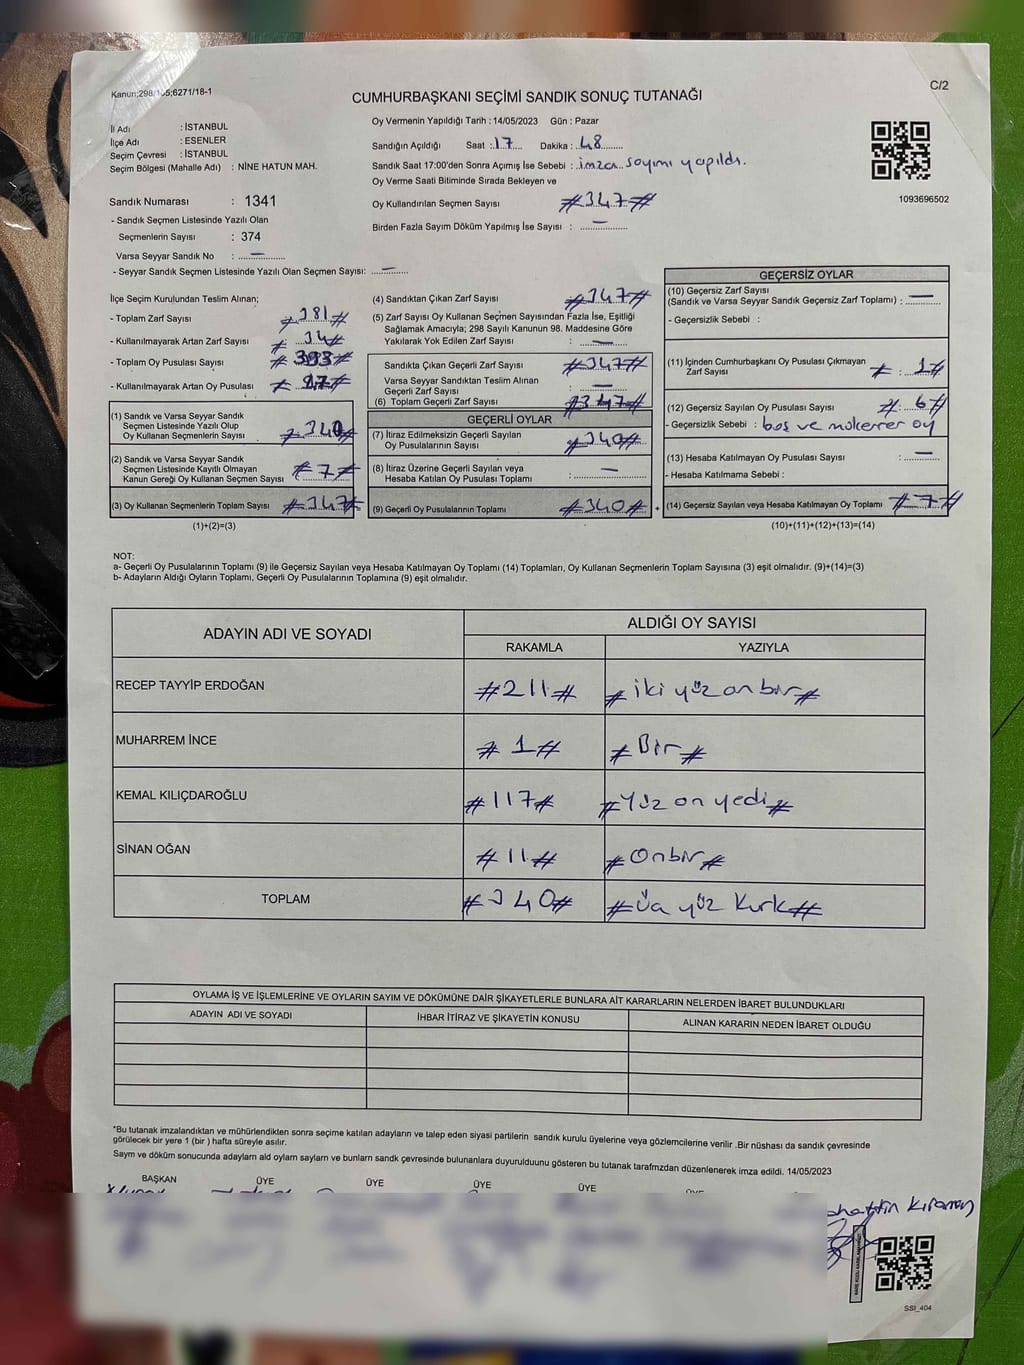 Kanun;298/135;6271/18-1
C/2
CUMHURBAŞKANI SEÇİMİ SANDIK SONUÇ TUTANAĞI
İl Adı : İSTANBUL
İlçe Adı : ESENLER
Seçim Çevresi : İSTANBUL
Seçim Bölgesi (Mahalle Adı) : NİNE HATUN MAH.
Oy Vermenin Yapıldığı Tarih : 14/05/2023 Gün : Pazar
Sandığın Açıldığı Saat : 17 Dakika : 48
Sandık Saat 17:00'den Sonra Açımış İse Sebebi : imza sayımı yapıldı.
Oy Verme Saati Bitiminde Sırada Bekleyen ve
Oy Kullandırılan Seçmen Sayısı #347#
Birden Fazla Sayım Döküm Yapılmış İse Sayısı : —
1093696502
Sandık Numarası : 1341
- Sandık Seçmen Listesinde Yazılı Olan
Seçmenlerin Sayısı : 374
Varsa Seyyar Sandık No : —
- Seyyar Sandık Seçmen Listesinde Yazılı Olan Seçmen Sayısı: —
İlçe Seçim Kurulundan Teslim Alınan;
- Toplam Zarf Sayısı #381#
- Kullanılmayarak Artan Zarf Sayısı # 34#
- Toplam Oy Pusulası Sayısı
- Kullanılmayarak Artan Oy Pusulası
(1) Sandık ve Varsa Seyyar Sandık
Seçmen Listesinde Yazılı Olup
Oy Kullanan Seçmenlerin Sayısı #340#
(2) Sandık ve Varsa Seyyar Sandık
Seçmen Listesinde Kayıtlı Olmayan
Kanun Gereği Oy Kullanan Seçmen Sayısı #7#
(3) Oy Kullanan Seçmenlerin Toplam Sayısı #347#
(1)+(2)=(3)
(4) Sandıktan Çıkan Zarf Sayısı #347#
(5) Zarf Sayısı Oy Kullanan Seçmen Sayısından Fazla İse, Eşitliği
Sağlamak Amacıyla; 298 Sayılı Kanunun 98. Maddesine Göre
Yakılarak Yok Edilen Zarf Sayısı : —
Sandıkta Çıkan Geçerli Zarf Sayısı #347#
Varsa Seyyar Sandıktan Teslim Alınan
Geçerli Zarf Sayısı : —
(6) Toplam Geçerli Zarf Sayısı #347#
GEÇERLİ OYLAR
(7) İtiraz Edilmeksizin Geçerli Sayılan
Oy Pusulalarının Sayısı #340#
(8) İtiraz Üzerine Geçerli Sayılan veya
Hesaba Katılan Oy Pusulası Toplamı : —
(9) Geçerli Oy Pusulalarının Toplamı #340#
+
GEÇERSİZ OYLAR
(10) Geçersiz Zarf Sayısı
(Sandık ve Varsa Seyyar Sandık Geçersiz Zarf Toplamı) : —
- Geçersizlik Sebebi :
(11) İçinden Cumhurbaşkanı Oy Pusulası Çıkmayan
Zarf Sayısı # 1#
(12) Geçersiz Sayılan Oy Pusulası Sayısı # 6#
- Geçersizlik Sebebi : boş ve mükerrer oy
(13) Hesaba Katılmayan Oy Pusulası Sayısı : —
- Hesaba Katılmama Sebebi :
(14) Geçersiz Sayılan veya Hesaba Katılmayan Oy Toplamı #7#
(10)+(11)+(12)+(13)=(14)
NOT:
a- Geçerli Oy Pusulalarının Toplamı (9) ile Geçersiz Sayılan veya Hesaba Katılmayan Oy Toplamı (14) Toplamları, Oy Kullanan Seçmenlerin Toplam Sayısına (3) eşit olmalıdır. (9)+(14)=(3)
b- Adayların Aldığı Oyların Toplamı, Geçerli Oy Pusulalarının Toplamına (9) eşit olmalıdır.
ADAYIN ADI VE SOYADI
ALDIĞI OY SAYISI
RAKAMLA YAZIYLA
RECEP TAYYİP ERDOĞAN #211# #iki yüz on bir#
MUHARREM İNCE # 1# #Bir#
KEMAL KILIÇDAROĞLU #117# #Yüz on yedi#
SİNAN OĞAN #11# #Onbir#
TOPLAM #340# #Üç yüz Kırk#
OYLAMA İŞ VE İŞLEMLERİNE VE OYLARIN SAYIM VE DÖKÜMÜNE DAİR ŞİKAYETLERLE BUNLARA AİT KARARLARIN NELERDEN İBARET BULUNDUKLARI
ADAYIN ADI VE SOYADI İHBAR İTİRAZ VE ŞİKAYETİN KONUSU ALINAN KARARIN NEDEN İBARET OLDUĞU
*Bu tutanak imzalandıktan ve mühürlendikten sonra seçime katılan adayların ve talep eden siyasi partilerin sandık kurulu üyelerine veya gözlemcilerine verilir .Bir nüshası da sandık çevresinde
görülecek bir yere 1 (bir ) hafta süreyle asılır.
Sayım ve döküm sonucunda adayların ald oyların sayların ve bunların sandk çevresinde bulunanlara duyurulduunu gösteren bu tutanak tarafmzdan düzenlenerek imza edildi. 14/05/2023
BAŞKAN ÜYE ÜYE ÜYE ÜYE ÜYE
SSI_404